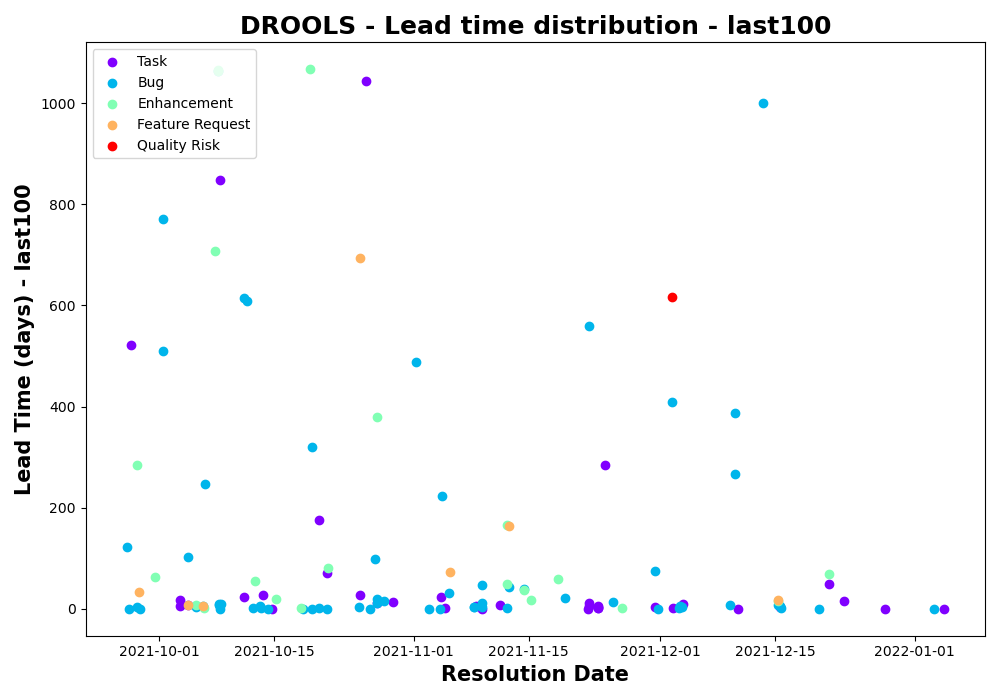 DROOLS - Lead time distribution - last100
Task
Bug
Enhancement
Feature Request
Quality Risk
1000
800
600
400
200
0
Lead Time (days) - last100
2021-10-01 2021-10-15 2021-11-01 2021-11-15 2021-12-01 2021-12-15 2022-01-01
Resolution Date